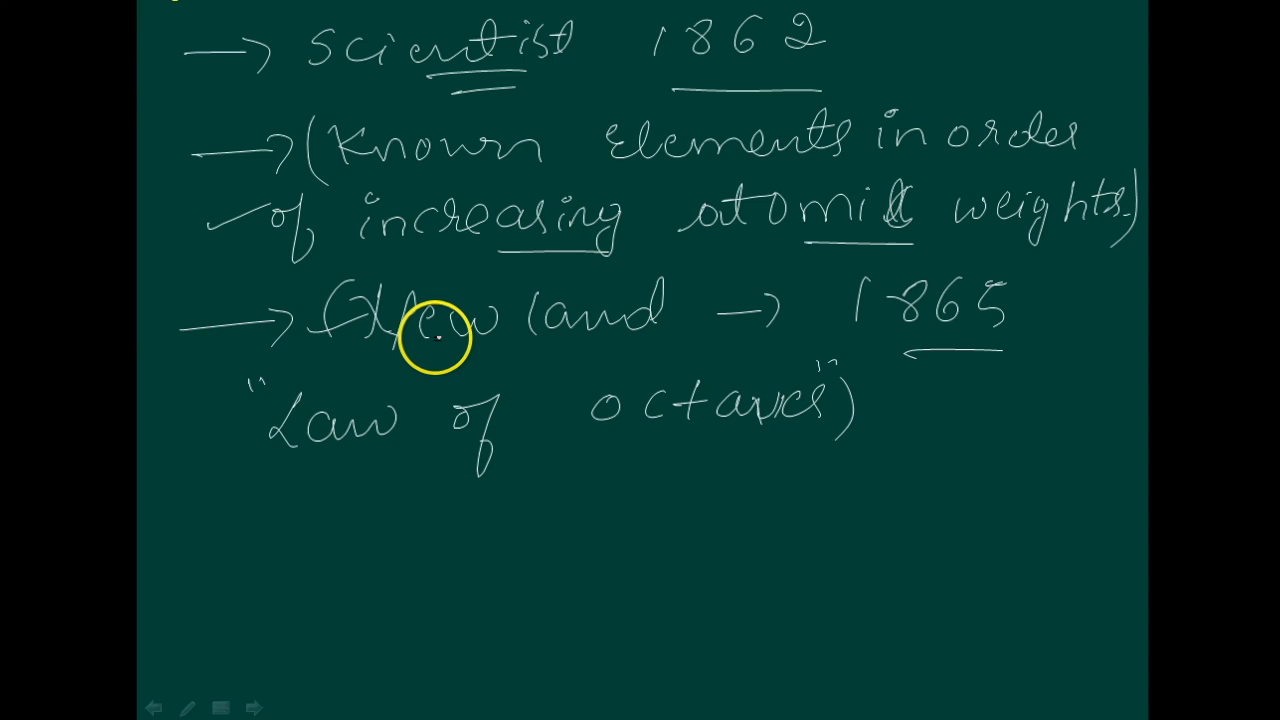 → Scientist 1862
→ (Known Elements in order
✓ of increasing atomic weights.)
→ (Newland → 1865
"Law of octaves")